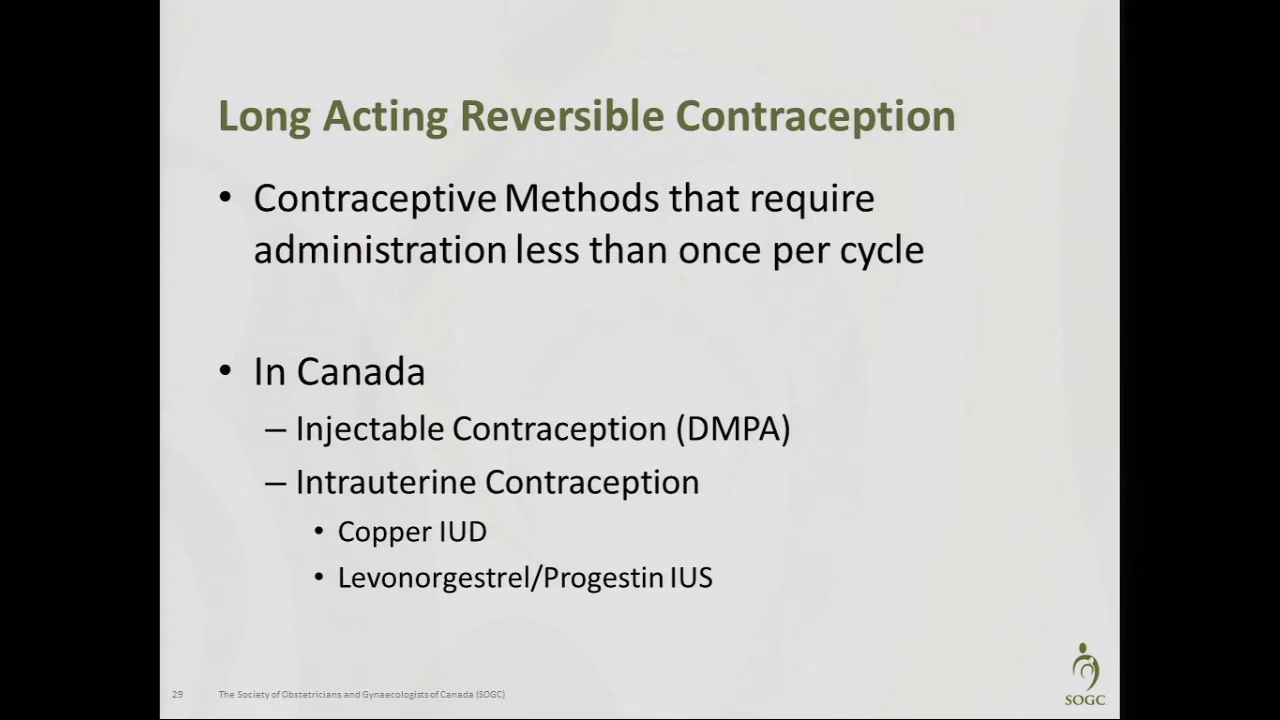 Long Acting Reversible Contraception
• Contraceptive Methods that require
administration less than once per cycle
• In Canada
– Injectable Contraception (DMPA)
– Intrauterine Contraception
• Copper IUD
• Levonorgestrel/Progestin IUS
29 The Society of Obstetricians and Gynaecologists of Canada (SOGC)
SOGC